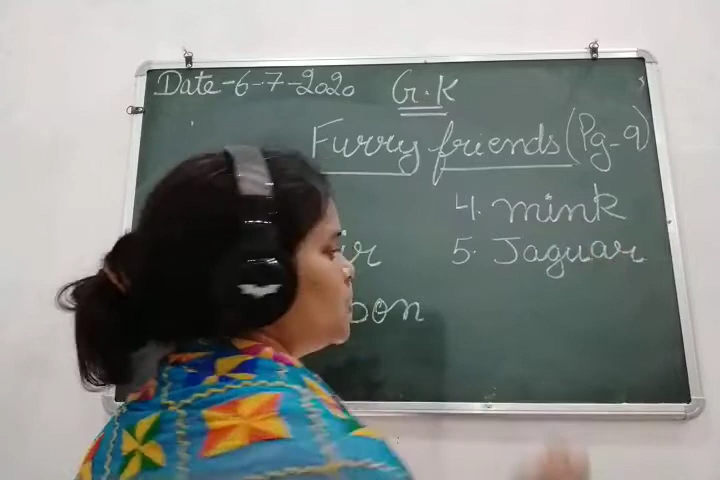 Date-6-7-2020 G.K
Furry friends (Pg-9)
4. mink
5. Jaguar